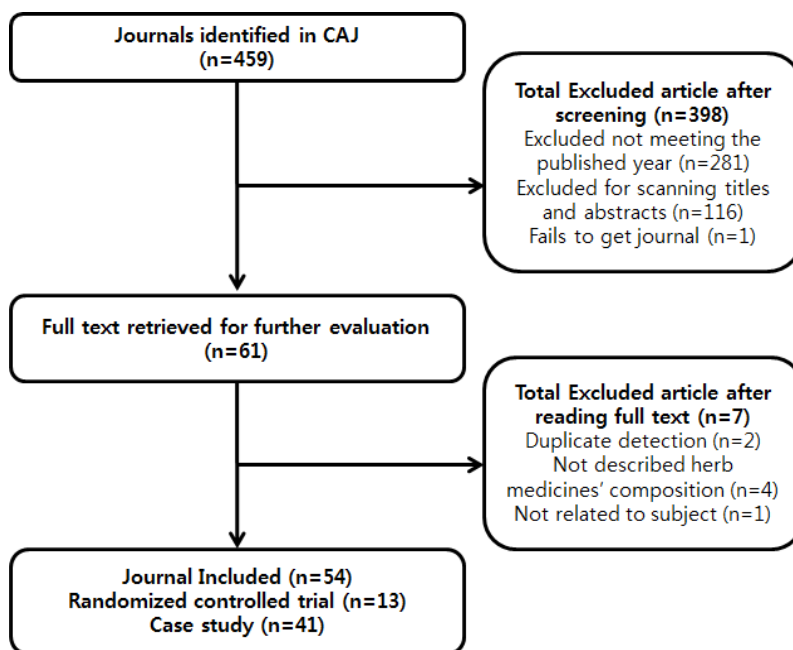 Journals identified in CAJ
(n=459)
Total Excluded article after
screening (n=398)
Excluded not meeting the
published year (n=281)
Excluded for scanning titles
and abstracts (n=116)
Fails to get journal (n=1)
Full text retrieved for further evaluation
(n=61)
Total Excluded article after
reading full text (n=7)
Duplicate detection (n=2)
Not described herb
medicines’ composition (n=4)
Not related to subject (n=1)
Journal Included (n=54)
Randomized controlled trial (n=13)
Case study (n=41)